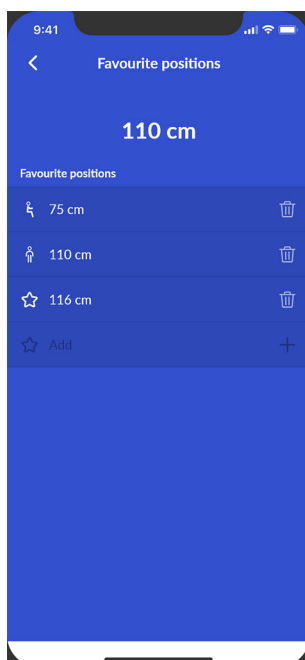 9:41
Favourite positions
110 cm
Favourite positions
75 cm
110 cm
116 cm
Add